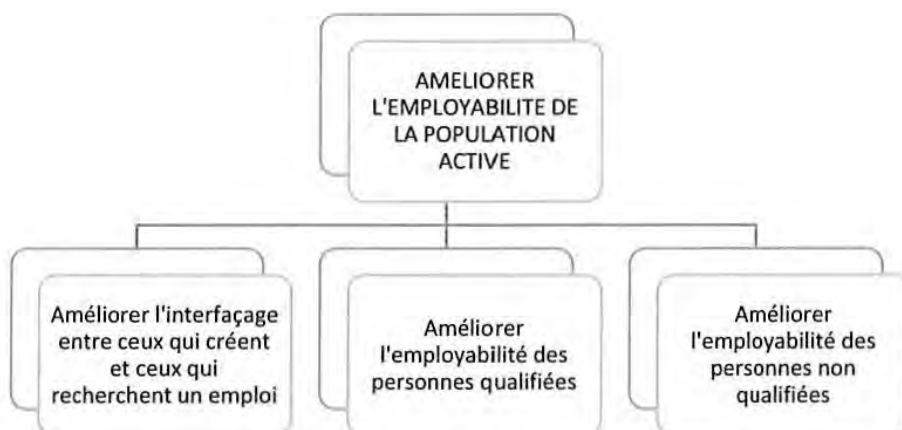 AMELIORER
L'EMPLOYABILITE DE
LA POPULATION
ACTIVE
Améliorer l'interfaçage
entre ceux qui créent
et ceux qui
recherchent un emploi
Améliorer
l'employabilité des
personnes qualifiées
Améliorer
l'employabilité des
personnes non
qualifiées